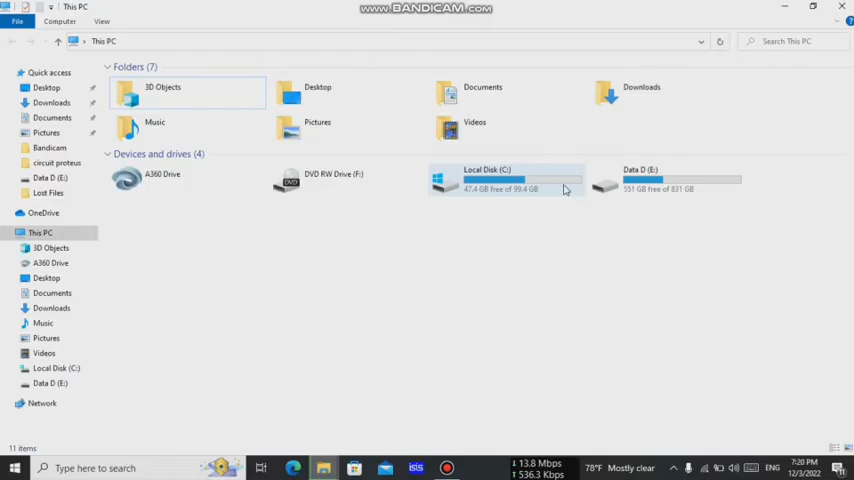 This PC
WWW.BANDICAM.COM
File
Computer
View
This PC
Search This PC
Quick access
Desktop
Downloads
Documents
Pictures
Bandicam
circuit proteus
Data D (E:)
Lost Files
OneDrive
This PC
3D Objects
A360 Drive
Desktop
Documents
Downloads
Music
Pictures
Videos
Local Disk (C:)
Data D (E:)
Network
Folders (7)
3D Objects
Desktop
Documents
Downloads
Music
Pictures
Videos
Devices and drives (4)
A360 Drive
DVD
DVD RW Drive (F:)
Local Disk (C:)
47.4 GB free of 99.4 GB
Data D (E:)
551 GB free of 831 GB
11 items
Type here to search
isis
13.8 Mbps
536.3 Kbps
78°F Mostly clear
ENG
7:20 PM
12/3/2022